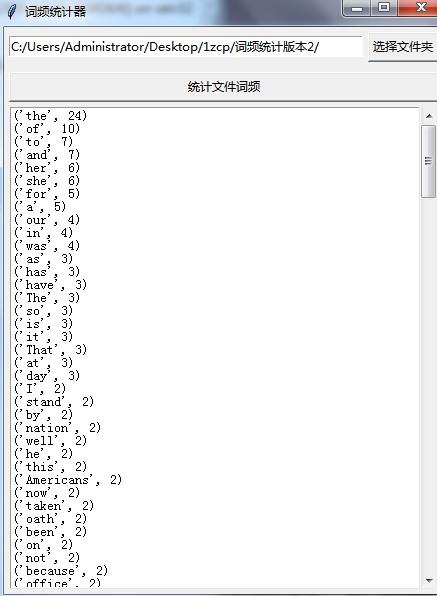 词频统计器
C:/Users/Administrator/Desktop/1zcp/词频统计版本2/
选择文件夹
统计文件词频
('the', 24)
('of', 10)
('to', 7)
('and', 7)
('her', 6)
('she', 6)
('for', 5)
('a', 5)
('our', 4)
('in', 4)
('was', 4)
('as', 3)
('has', 3)
('have', 3)
('The', 3)
('so', 3)
('is', 3)
('it', 3)
('That', 3)
('at', 3)
('day', 3)
('I', 2)
('stand', 2)
('by', 2)
('nation', 2)
('well', 2)
('he', 2)
('this', 2)
('Americans', 2)
('now', 2)
('taken', 2)
('oath', 2)
('been', 2)
('on', 2)
('not', 2)
('because', 2)
('office', 2)